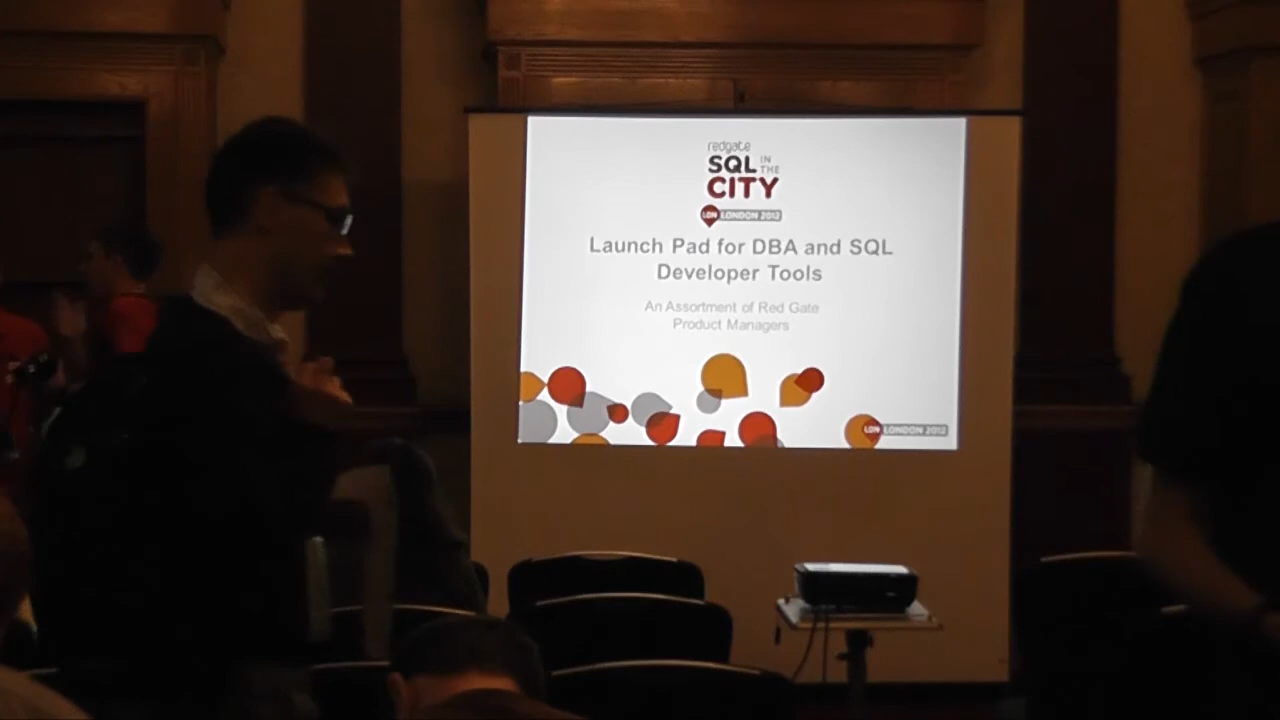 redgate
SQL IN THE
CITY
LDN LONDON 2012
Launch Pad for DBA and SQL
Developer Tools
An Assortment of Red Gate
Product Managers
LDN LONDON 2012